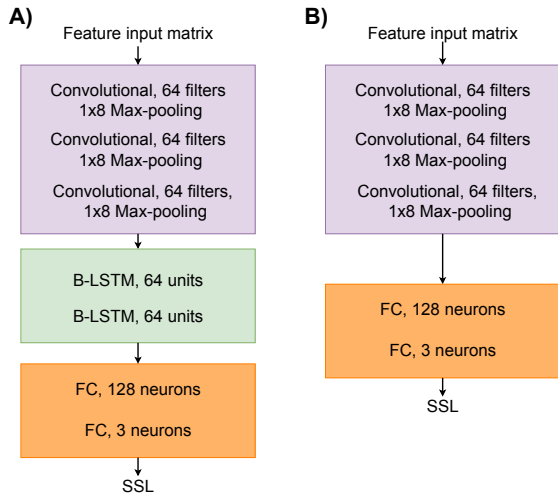 A)
Feature input matrix
Convolutional, 64 filters
1x8 Max-pooling
Convolutional, 64 filters
1x8 Max-pooling
Convolutional, 64 filters,
1x8 Max-pooling
B-LSTM, 64 units
B-LSTM, 64 units
FC, 128 neurons
FC, 3 neurons
SSL
B)
Feature input matrix
Convolutional, 64 filters
1x8 Max-pooling
Convolutional, 64 filters
1x8 Max-pooling
Convolutional, 64 filters,
1x8 Max-pooling
FC, 128 neurons
FC, 3 neurons
SSL